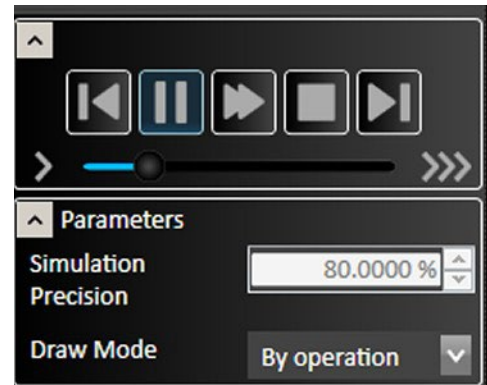 Parameters
Simulation
Precision
80.0000 %
Draw Mode
By operation